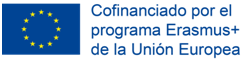 Cofinanciado por el
programa Erasmus+
de la Unión Europea